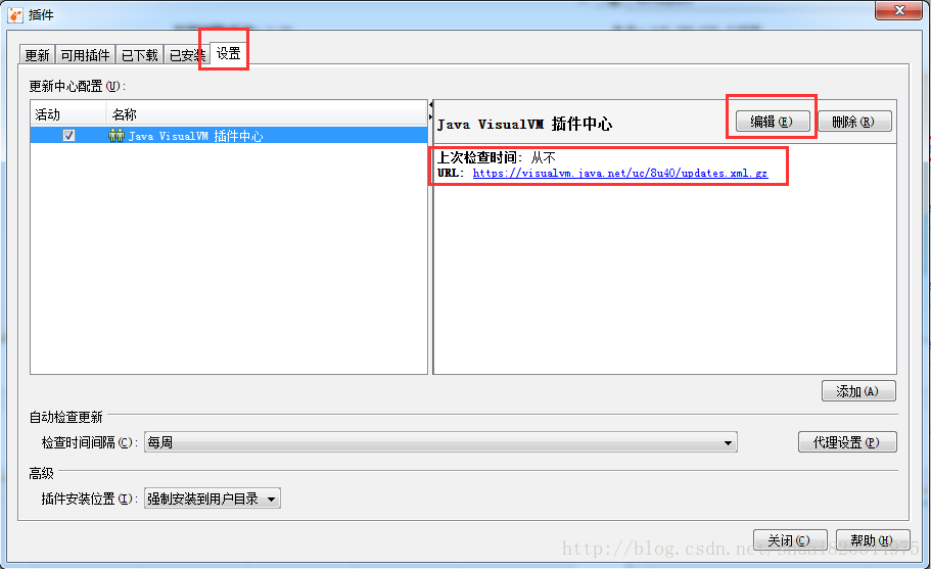 插件
更新 可用插件 已下载 已安装 设置
更新中心配置(U):
活动 名称
Java VisualVM 插件中心
Java VisualVM 插件中心 编辑(E) 删除(R)
上次检查时间: 从不
URL: https://visualvm.java.net/uc/8u40/updates.xml.gz
添加(A)
自动检查更新
检查时间间隔(C): 每周 代理设置(P)
高级
插件安装位置(I): 强制安装到用户目录
关闭(C) 帮助(H)
http://blog.csdn.net/